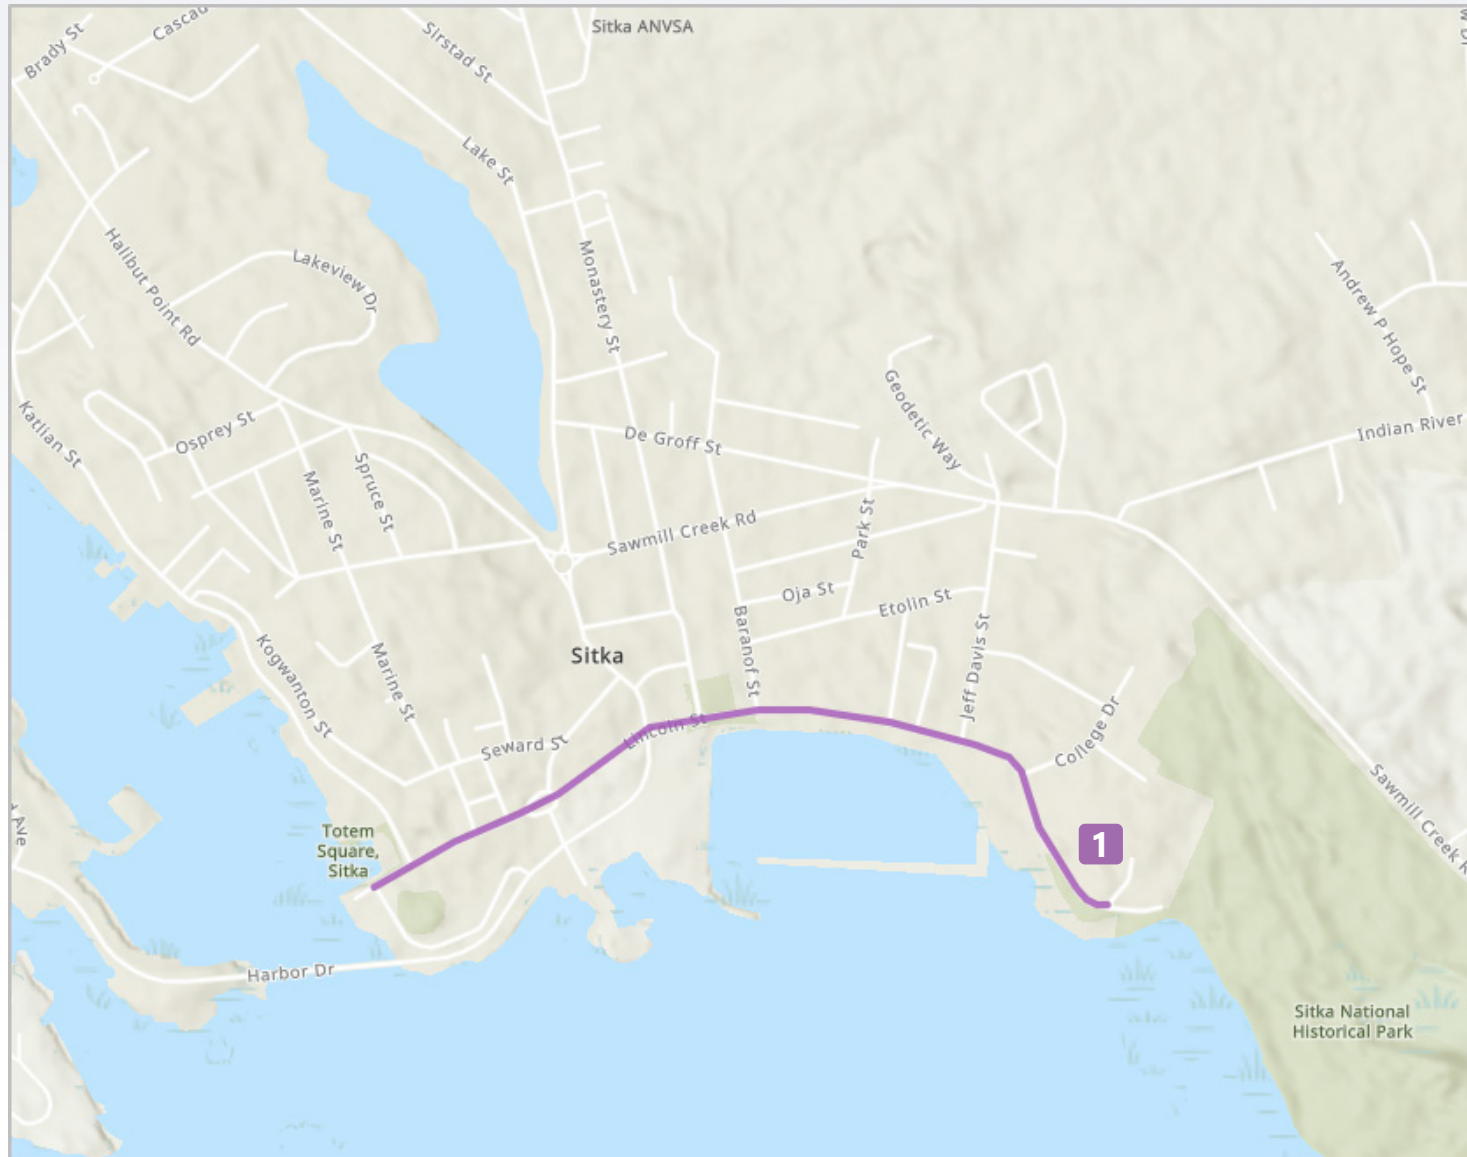 Brady St
Cascad
Sirstad St
Sitka ANVSA
Lake St
Halibut Point Rd
Lakeview Dr
Monastery St
Andrew P Hope St
Katlian St
Osprey St
Marine St
Spruce St
De Groff St
Geodetic Way
Indian River
Sawmill Creek Rd
Park St
Oja St
Etolin St
Kogwanton St
Marine St
Sitka
Baranof St
Jeff Davis St
Seward St
Lincoln St
College Dr
Sawmill Creek R
Ave
Totem
Square,
Sitka
1
Harbor Dr
Sitka National
Historical Park